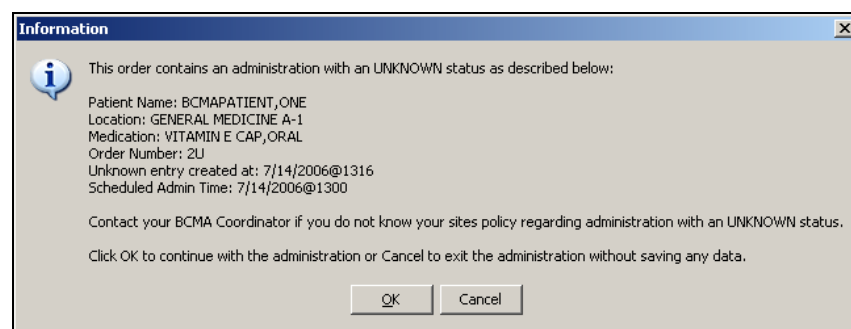 Information
This order contains an administration with an UNKNOWN status as described below:
Patient Name: BCMAPATIENT,ONE
Location: GENERAL MEDICINE A-1
Medication: VITAMIN E CAP,ORAL
Order Number: 2U
Unknown entry created at: 7/14/2006@1316
Scheduled Admin Time: 7/14/2006@1300
Contact your BCMA Coordinator if you do not know your sites policy regarding administration with an UNKNOWN status.
Click OK to continue with the administration or Cancel to exit the administration without saving any data.
OK
Cancel